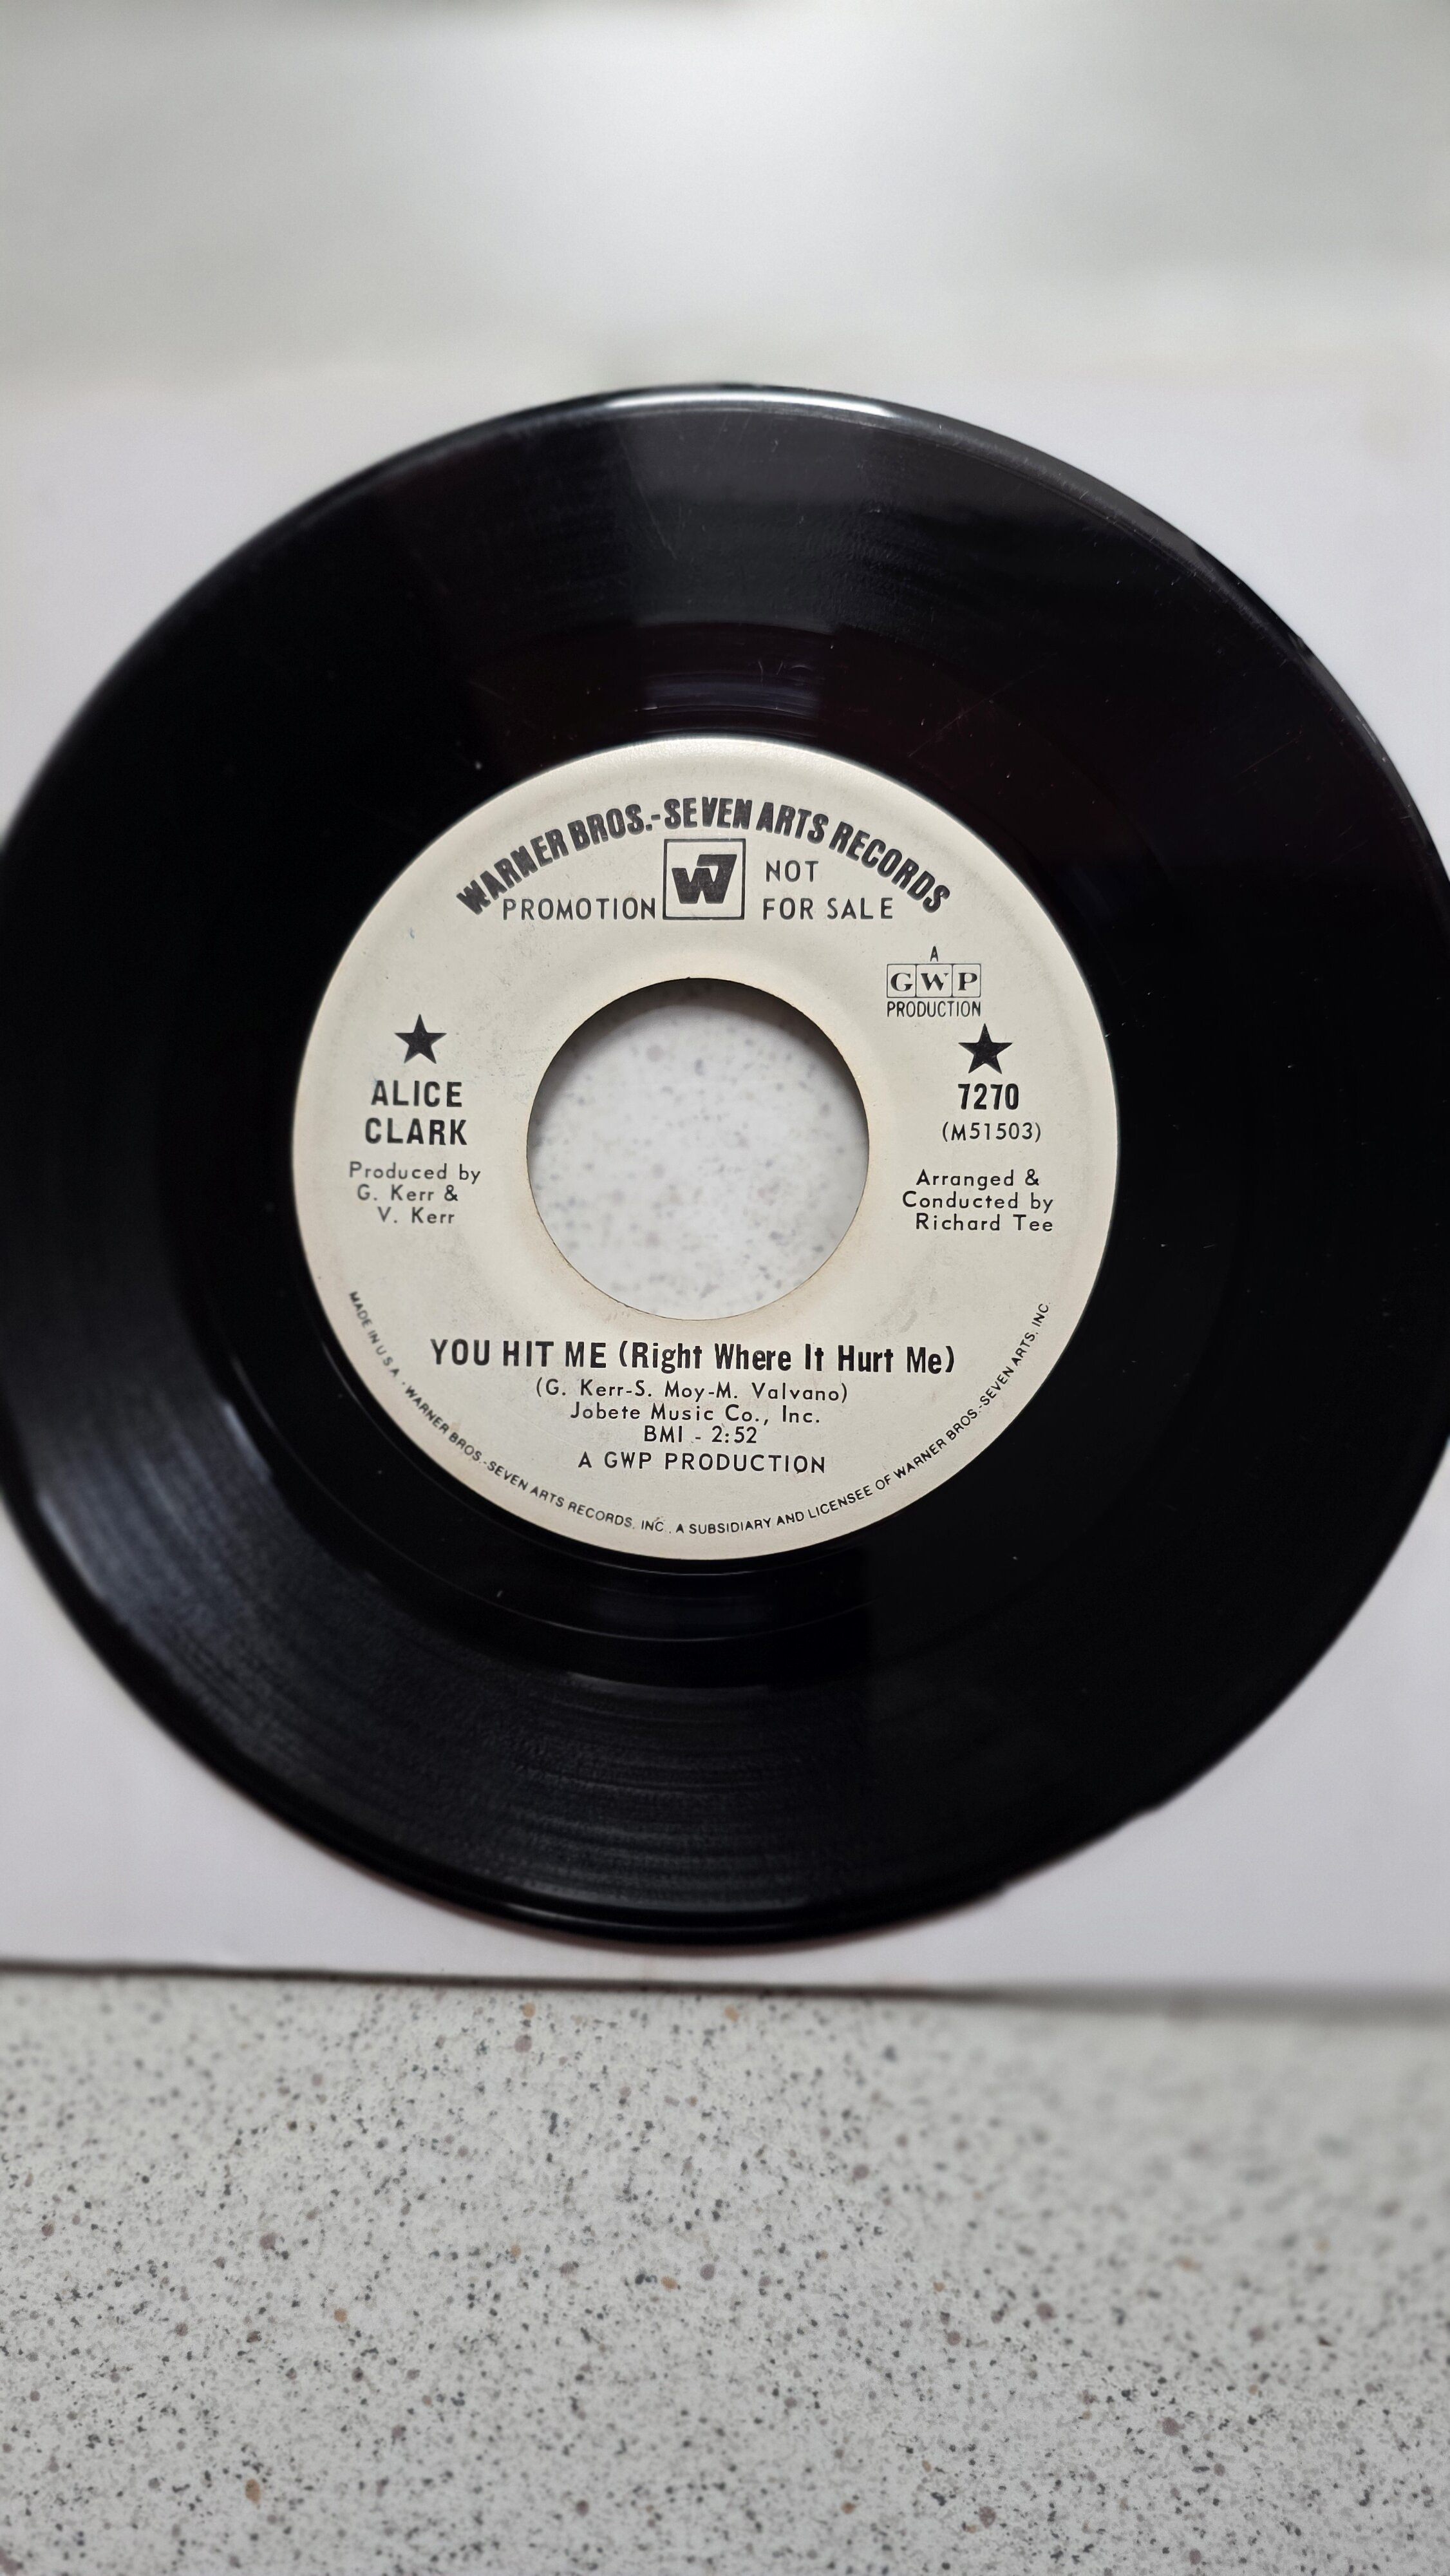 WARNER BROS.-SEVEN ARTS RECORDS
W7
PROMOTION
NOT
FOR SALE
A
GWP
PRODUCTION
★
ALICE
CLARK
Produced by
G. Kerr &
V. Kerr
★
7270
(M51503)
Arranged &
Conducted by
Richard Tee
YOU HIT ME (Right Where It Hurt Me)
(G. Kerr-S. Moy-M. Valvano)
Jobete Music Co., Inc.
BMI - 2:52
A GWP PRODUCTION
MADE IN U.S.A. · WARNER BROS.-SEVEN ARTS RECORDS, INC., A SUBSIDIARY AND LICENSEE OF WARNER BROS.-SEVEN ARTS, INC.